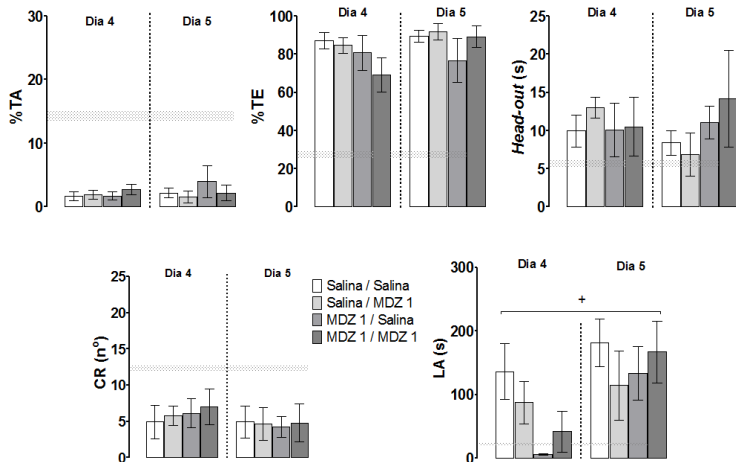 Dia 4 Dia 5
%TA
30
20
10
0
Dia 4 Dia 5
%TE
100
80
60
40
20
0
Dia 4 Dia 5
Head-out (s)
25
20
15
10
5
0
Dia 4 Dia 5
CR (nº)
25
20
15
10
5
0
Salina / Salina
Salina / MDZ 1
MDZ 1 / Salina
MDZ 1 / MDZ 1
Dia 4 Dia 5
+
LA (s)
300
200
100
0